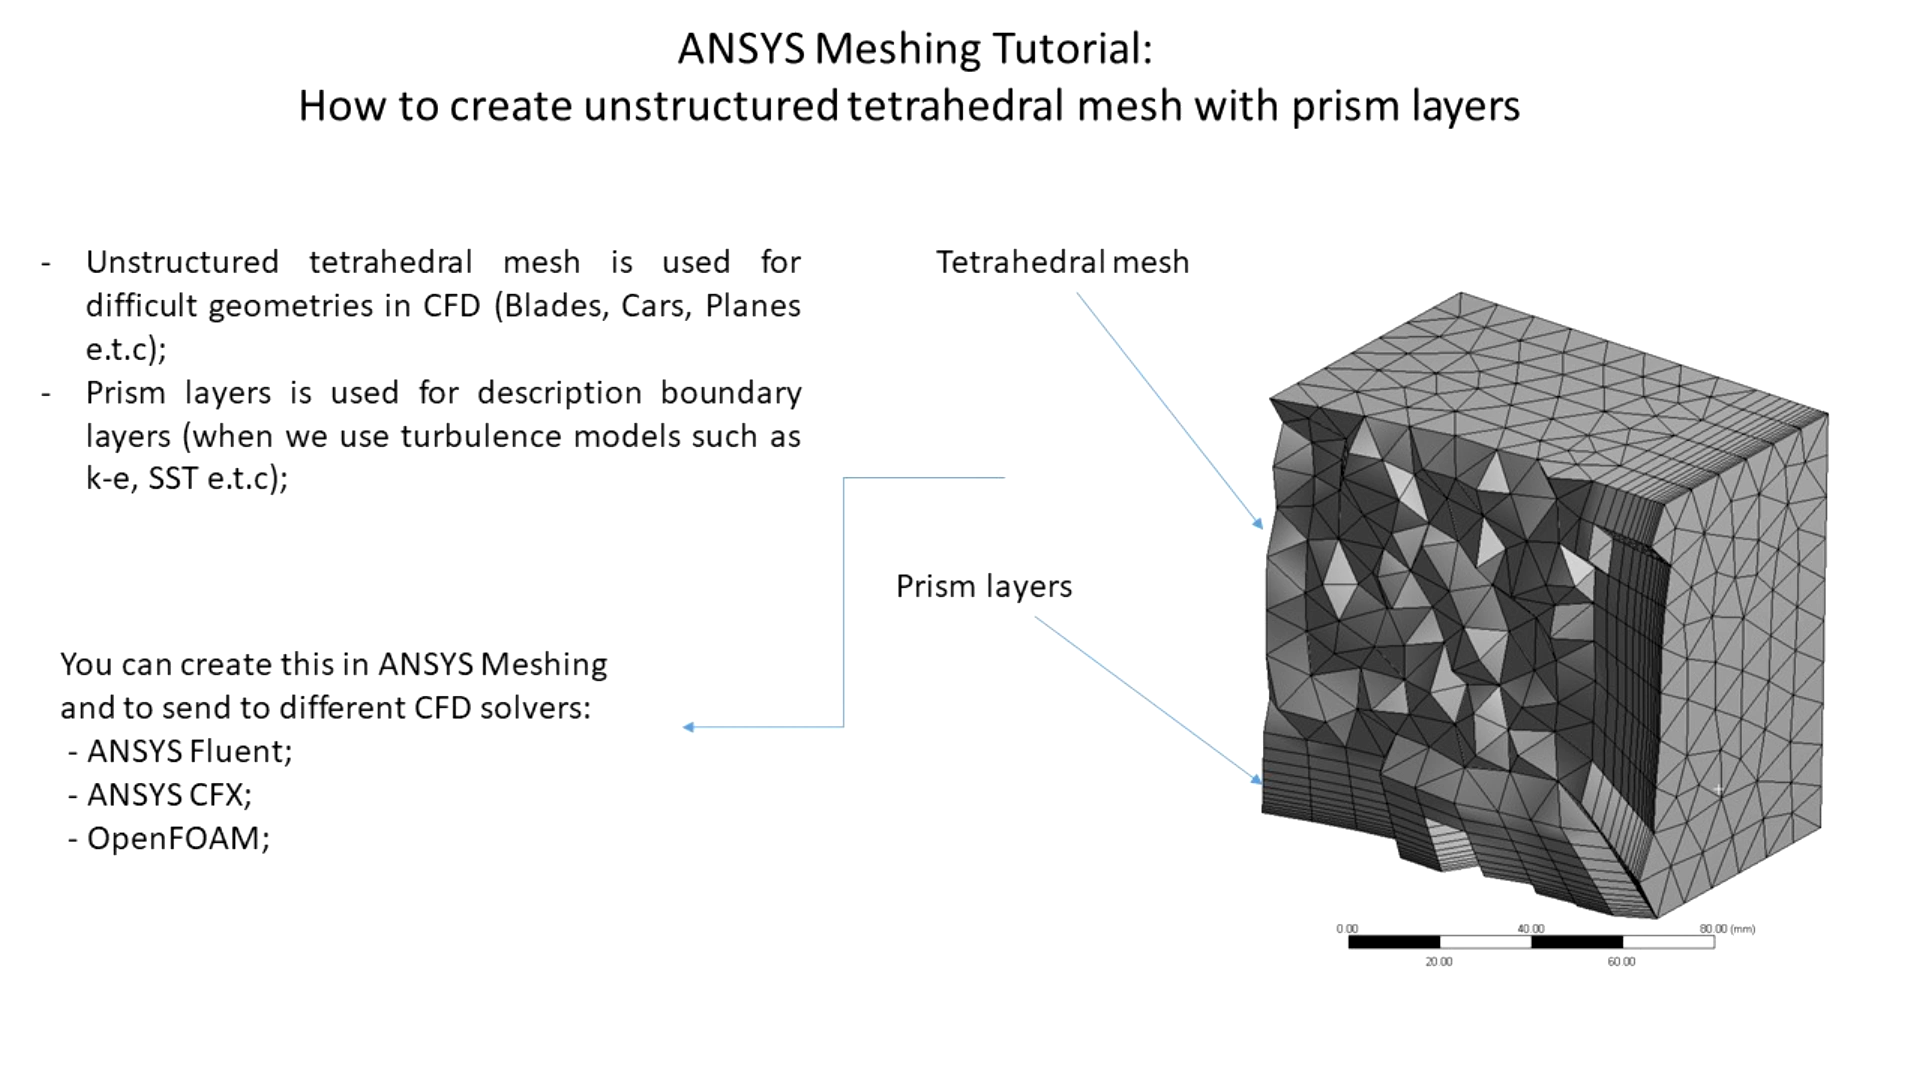 ANSYS Meshing Tutorial:
How to create unstructured tetrahedral mesh with prism layers
- Unstructured tetrahedral mesh is used for
difficult geometries in CFD (Blades, Cars, Planes
e.t.c);
- Prism layers is used for description boundary
layers (when we use turbulence models such as
k-e, SST e.t.c);
Tetrahedral mesh
Prism layers
You can create this in ANSYS Meshing
and to send to different CFD solvers:
- ANSYS Fluent;
- ANSYS CFX;
- OpenFOAM;
0.00 40.00 80.00 (mm)
20.00 60.00